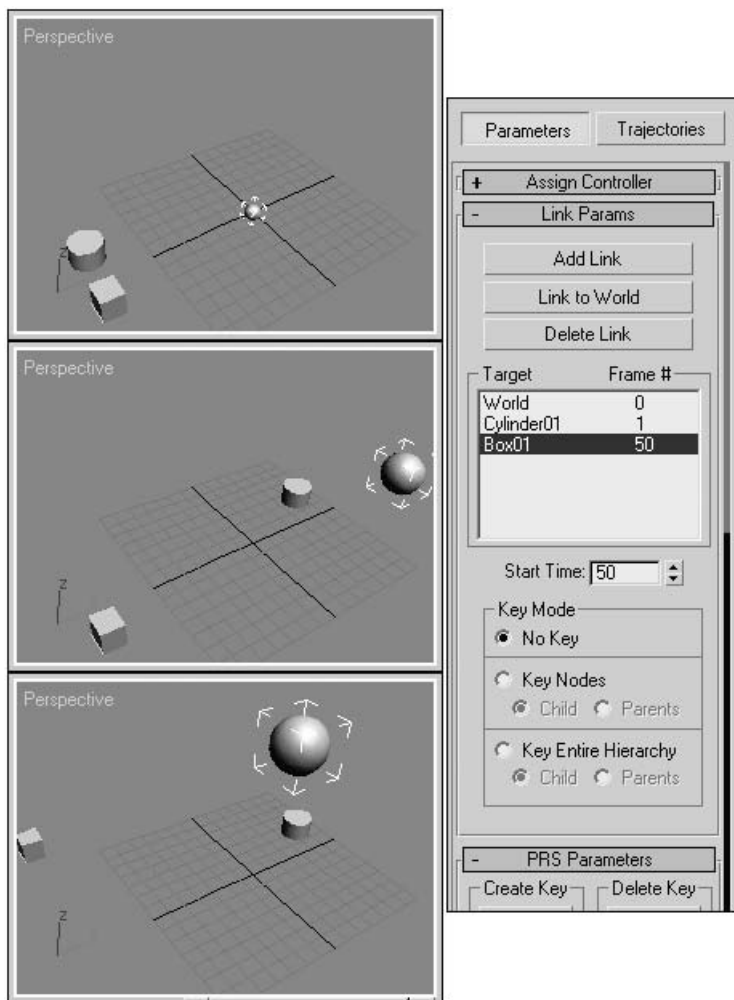 Perspective
z
Perspective
z
Perspective
z
Parameters Trajectories
+ Assign Controller
- Link Params
Add Link
Link to World
Delete Link
Target Frame #
World 0
Cylinder01 1
Box01 50
Start Time: 50
Key Mode
No Key
Key Nodes
Child Parents
Key Entire Hierarchy
Child Parents
- PRS Parameters
Create Key Delete Key